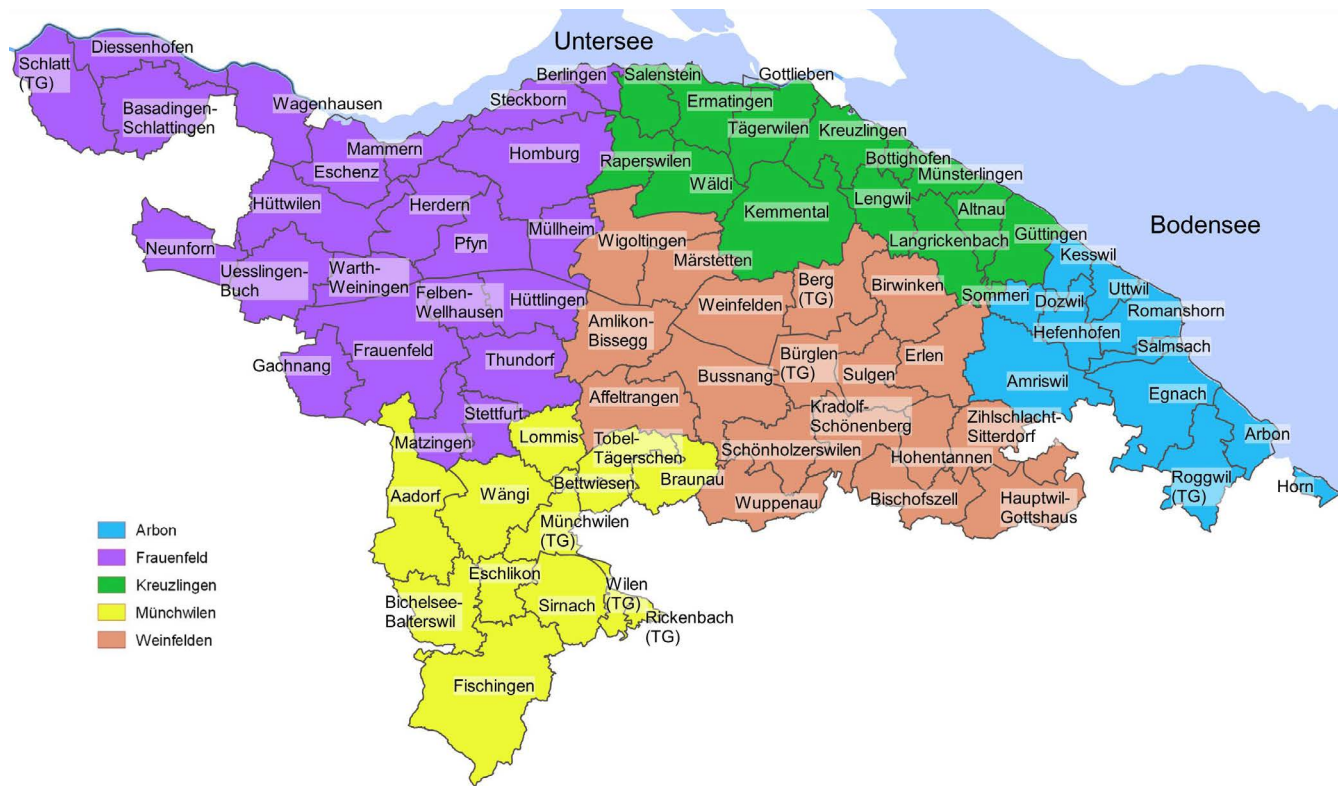 Untersee
Bodensee
Schlatt
(TG)
Diessenhofen
Basadingen-
Schlattingen
Wagenhausen
Berlingen
Salenstein
Gottlieben
Steckborn
Ermatingen
Mammern
Homburg
Tägerwilen
Kreuzlingen
Eschenz
Raperswilen
Bottighofen
Wäldi
Münsterlingen
Hüttwilen
Herdern
Kemmental
Lengwil
Altnau
Neunforn
Pfyn
Müllheim
Wigoltingen
Langrickenbach
Güttingen
Uesslingen-
Buch
Warth-
Weiningen
Märstetten
Kesswil
Felben-
Wellhausen
Hüttlingen
Weinfelden
Berg
(TG)
Birwinken
Sommeri
Dozwil
Uttwil
Amlikon-
Bissegg
Romanshorn
Hefenhofen
Gachnang
Frauenfeld
Thundorf
Bürglen
(TG)
Erlen
Salmsach
Bussnang
Sulgen
Amriswil
Egnach
Affeltrangen
Stettfurt
Kradolf-
Schönenberg
Zihlschlacht-
Sitterdorf
Matzingen
Lommis
Tobel-
Tägerschen
Schönholzerswilen
Hohentannen
Arbon
Aadorf
Wängi
Bettwiesen
Braunau
Wuppenau
Bischofszell
Hauptwil-
Gottshaus
Roggwil
(TG)
Horn
Münchwilen
(TG)
Eschlikon
Wilen
(TG)
Bichelsee-
Balterswil
Sirnach
Rickenbach
(TG)
Fischingen
Arbon
Frauenfeld
Kreuzlingen
Münchwilen
Weinfelden